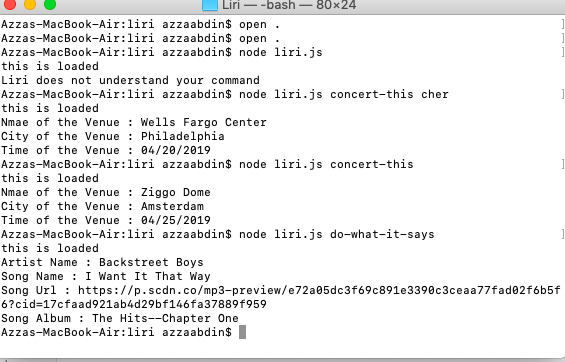 Liri — -bash — 80×24
Azzas-MacBook-Air:liri azzaabdin$ open .
Azzas-MacBook-Air:liri azzaabdin$ open .
Azzas-MacBook-Air:liri azzaabdin$ node liri.js
this is loaded
Liri does not understand your command
Azzas-MacBook-Air:liri azzaabdin$ node liri.js concert-this cher
this is loaded
Nmae of the Venue : Wells Fargo Center
City of the Venue : Philadelphia
Time of the Venue : 04/20/2019
Azzas-MacBook-Air:liri azzaabdin$ node liri.js concert-this
this is loaded
Nmae of the Venue : Ziggo Dome
City of the Venue : Amsterdam
Time of the Venue : 04/25/2019
Azzas-MacBook-Air:liri azzaabdin$ node liri.js do-what-it-says
this is loaded
Artist Name : Backstreet Boys
Song Name : I Want It That Way
Song Url : https://p.scdn.co/mp3-preview/e72a05dc3f69c891e3390c3ceaa77fad02f6b5f
6?cid=17cfaad921ab4d29bf146fa37889f959
Song Album : The Hits--Chapter One
Azzas-MacBook-Air:liri azzaabdin$